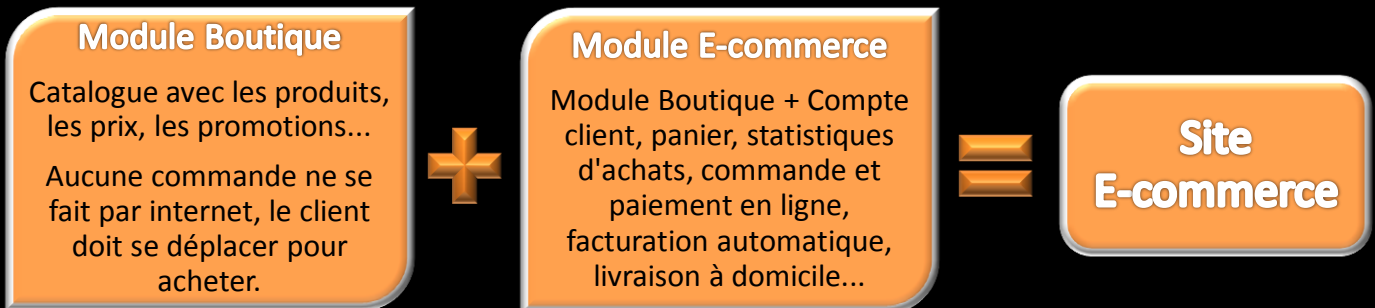 Module Boutique
Catalogue avec les produits,
les prix, les promotions...
Aucune commande ne se
fait par internet, le client
doit se déplacer pour
acheter.
Module E-commerce
Module Boutique + Compte
client, panier, statistiques
d'achats, commande et
paiement en ligne,
facturation automatique,
livraison à domicile...
Site
E-commerce